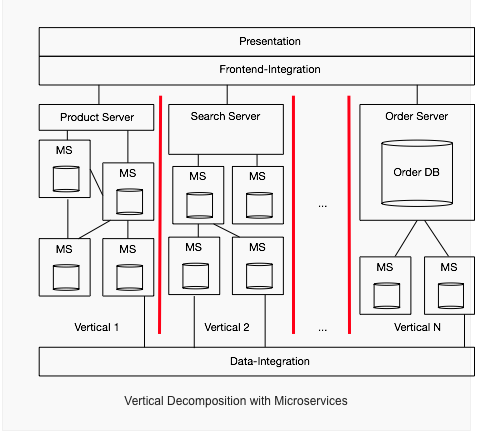 Presentation
Frontend-Integration
Product Server
Search Server
...
Order Server
MS
MS
MS
MS
Order DB
...
MS
MS
MS
MS
MS
MS
Vertical 1
Vertical 2
...
Vertical N
Data-Integration
Vertical Decomposition with Microservices